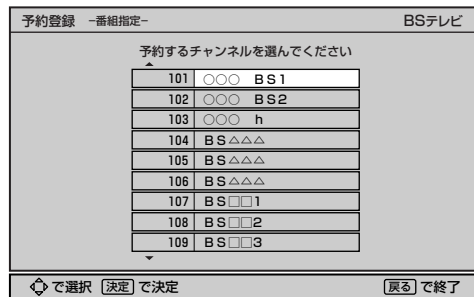 予約登録 −番組指定− BSテレビ
予約するチャンネルを選んでください
101 ○○○ BS1
102 ○○○ BS2
103 ○○○ h
104 BS△△△
105 BS△△△
106 BS△△△
107 BS□□1
108 BS□□2
109 BS□□3
で選択 決定 で決定 戻る で終了